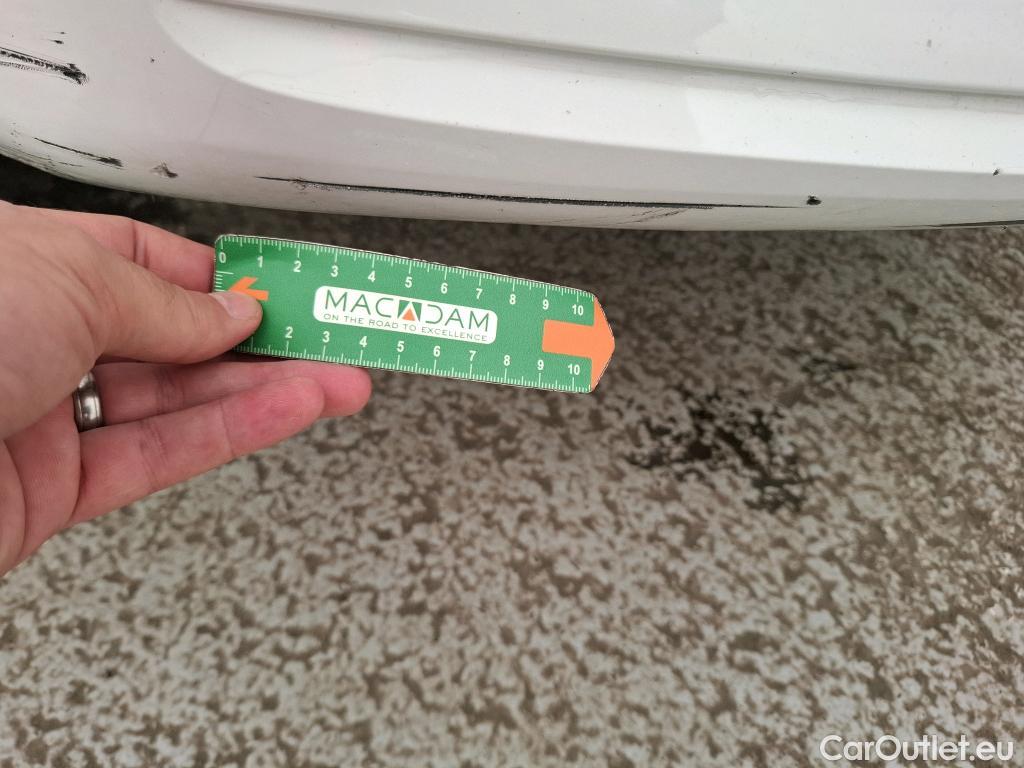 0 1 2 3 4 5 6 7 8 9 10
MACADAM
ON THE ROAD TO EXCELLENCE
2 3 4 5 6 7 8 9 10
CarOutlet.eu